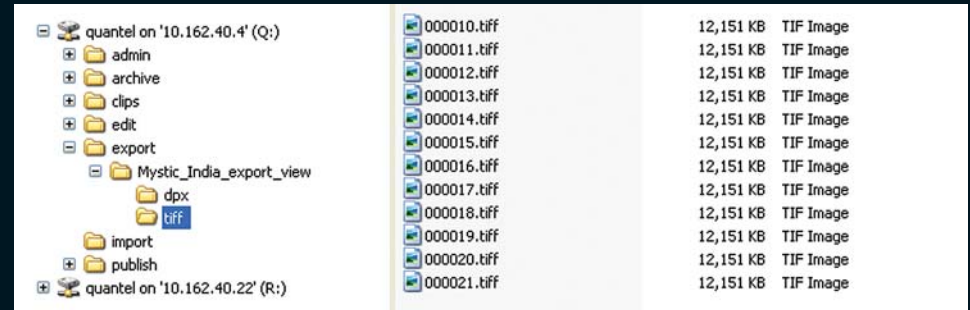 quantel on '10.162.40.4' (Q:)
admin
archive
clips
edit
export
Mystic_India_export_view
dpx
tiff
import
publish
quantel on '10.162.40.22' (R:)
000010.tiff 12,151 KB TIF Image
000011.tiff 12,151 KB TIF Image
000012.tiff 12,151 KB TIF Image
000013.tiff 12,151 KB TIF Image
000014.tiff 12,151 KB TIF Image
000015.tiff 12,151 KB TIF Image
000016.tiff 12,151 KB TIF Image
000017.tiff 12,151 KB TIF Image
000018.tiff 12,151 KB TIF Image
000019.tiff 12,151 KB TIF Image
000020.tiff 12,151 KB TIF Image
000021.tiff 12,151 KB TIF Image